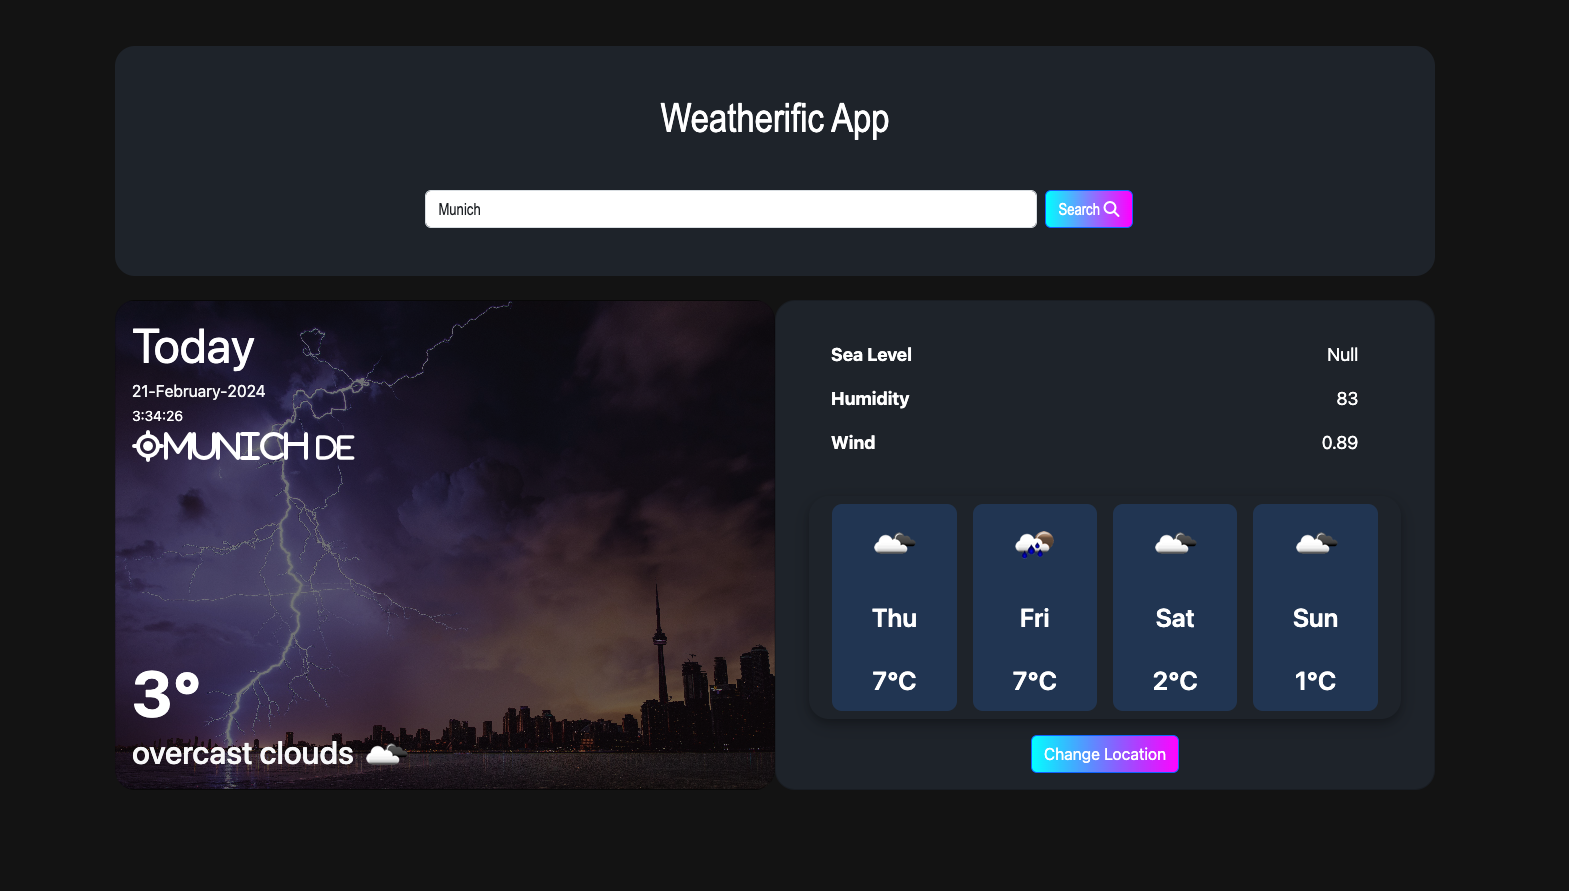 Weatherific App
Munich
Search
Today
21-February-2024
3:34:26
MUNICH DE
3°
overcast clouds
Sea Level Null
Humidity 83
Wind 0.89
Thu Fri Sat Sun
7°C 7°C 2°C 1°C
Change Location